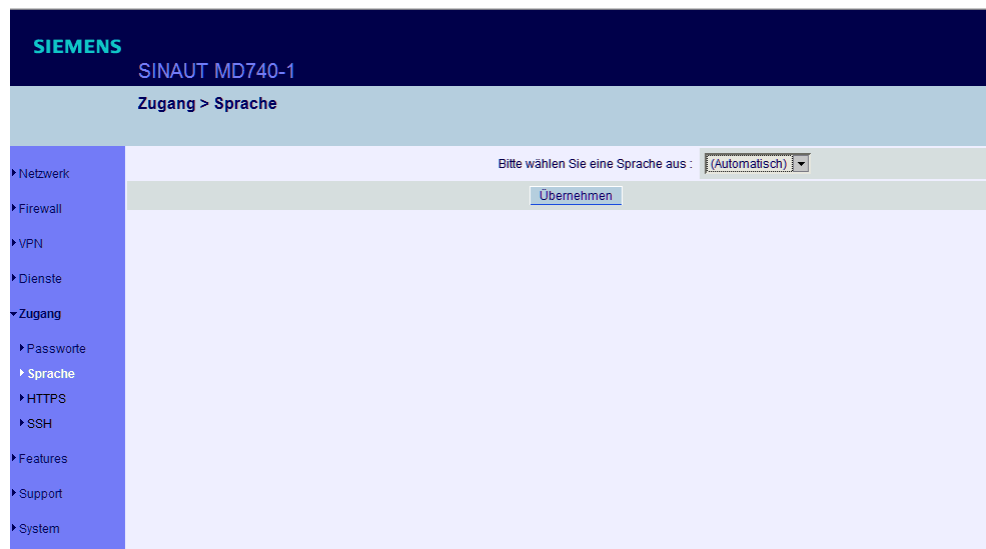 SIEMENS
SINAUT MD740-1
Zugang > Sprache
Netzwerk
Firewall
VPN
Dienste
Zugang
Passworte
Sprache
HTTPS
SSH
Features
Support
System
Bitte wählen Sie eine Sprache aus : (Automatisch)
Übernehmen